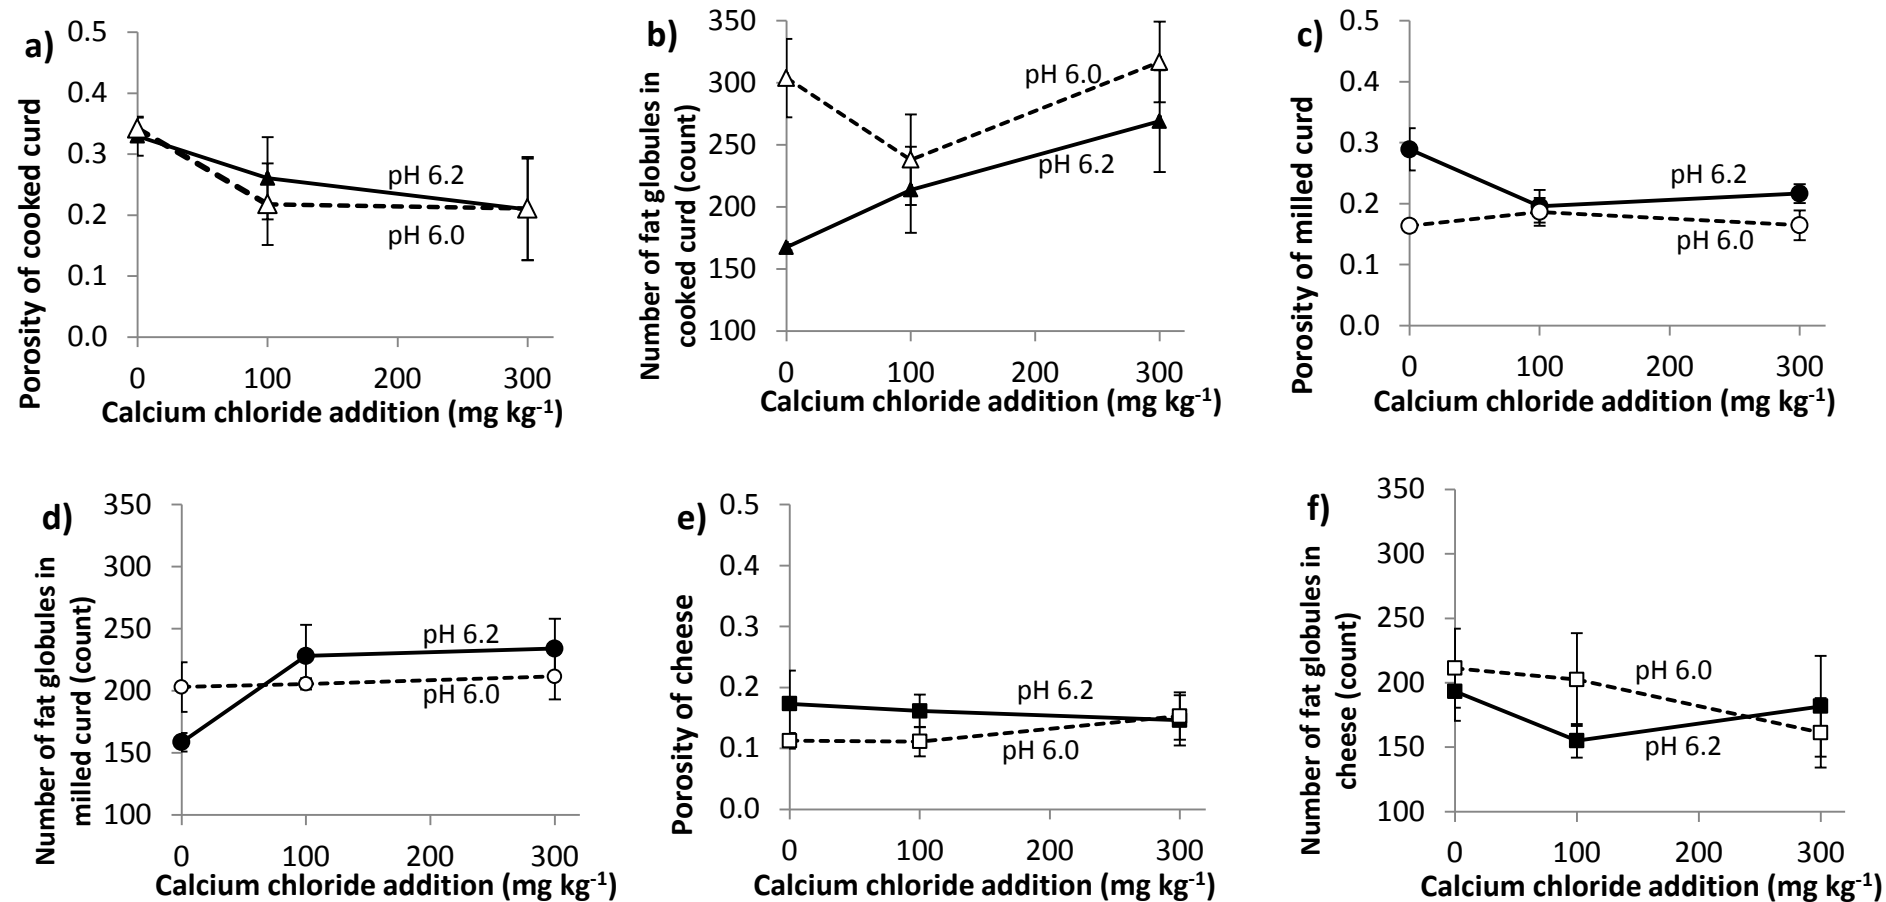 a)
Porosity of cooked curd
0.5
0.4
0.3
0.2
0.1
0.0
pH 6.2
pH 6.0
0 100 200 300
Calcium chloride addition (mg kg⁻¹)
b)
Number of fat globules in
cooked curd (count)
350
300
250
200
150
100
pH 6.0
pH 6.2
0 100 200 300
Calcium chloride addition (mg kg⁻¹)
c)
Porosity of milled curd
0.5
0.4
0.3
0.2
0.1
0.0
pH 6.2
pH 6.0
0 100 200 300
Calcium chloride addition (mg kg⁻¹)
d)
Number of fat globules in
milled curd (count)
350
300
250
200
150
100
pH 6.2
pH 6.0
0 100 200 300
Calcium chloride addition (mg kg⁻¹)
e)
Porosity of cheese
0.5
0.4
0.3
0.2
0.1
0.0
pH 6.2
pH 6.0
0 100 200 300
Calcium chloride addition (mg kg⁻¹)
f)
Number of fat globules in
cheese (count)
350
300
250
200
150
100
pH 6.0
pH 6.2
0 100 200 300
Calcium chloride addition (mg kg⁻¹)